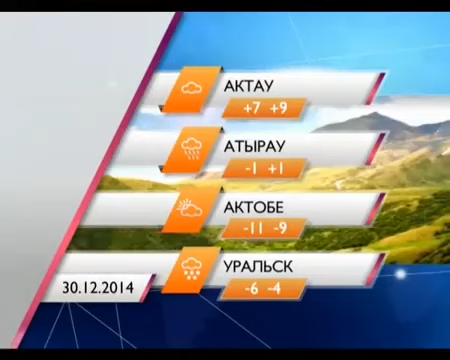 АКТАУ
+7 +9
АТЫРАУ
-1 +1
АКТОБЕ
-11 -9
УРАЛЬСК
-6 -4
30.12.2014